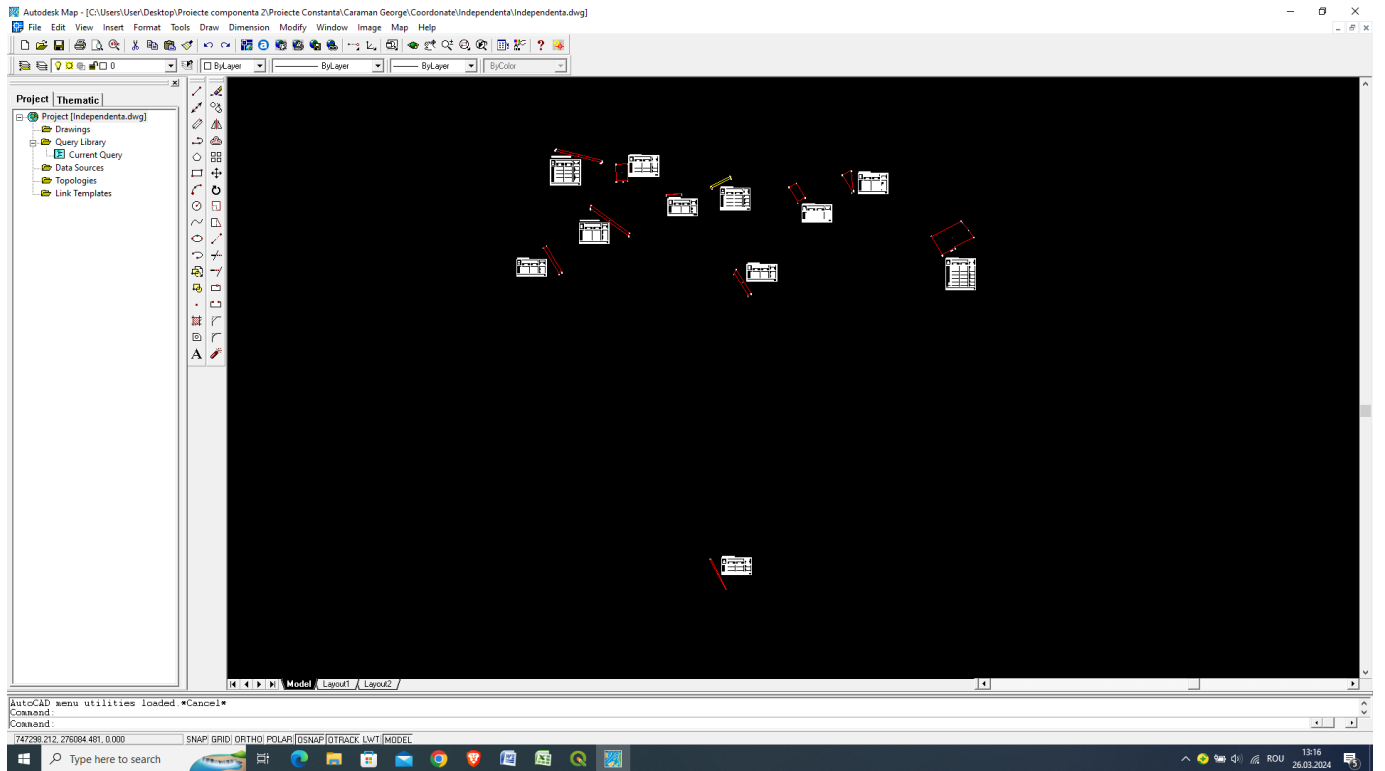 Autodesk Map - [C:\Users\User\Desktop\Proiecte componenta 2\Proiecte Constanta\Caraman George\Coordonate\Independenta\Independenta.dwg]
File Edit View Insert Format Tools Draw Dimension Modify Window Image Map Help
0 ByLayer ByLayer ByLayer ByColor
Project Thematic
Project [Independenta.dwg]
Drawings
Query Library
Current Query
Data Sources
Topologies
Link Templates
A
Model Layout1 Layout2
AutoCAD menu utilities loaded.*Cancel*
Command:
Command:
747298.212, 276084.481, 0.000 SNAP GRID ORTHO POLAR OSNAP OTRACK LWT MODEL
Type here to search
ROU
13:16
26.03.2024
5